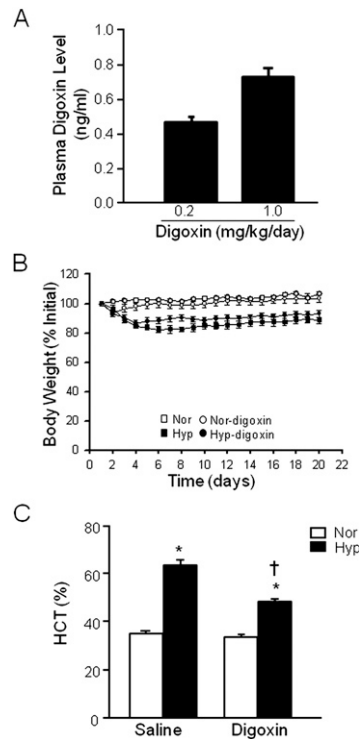 A
Plasma Digoxin Level
(ng/ml)
1.0
0.8
0.6
0.4
0.2
0
0.2 1.0
Digoxin (mg/kg/day)
B
Body Weight (% Initial)
120
100
80
60
40
20
0
Nor Nor-digoxin
Hyp Hyp-digoxin
0 2 4 6 8 10 12 14 16 18 20 22
Time (days)
C
HCT (%)
80
60
40
20
0
Nor
Hyp
*
†
*
Saline Digoxin